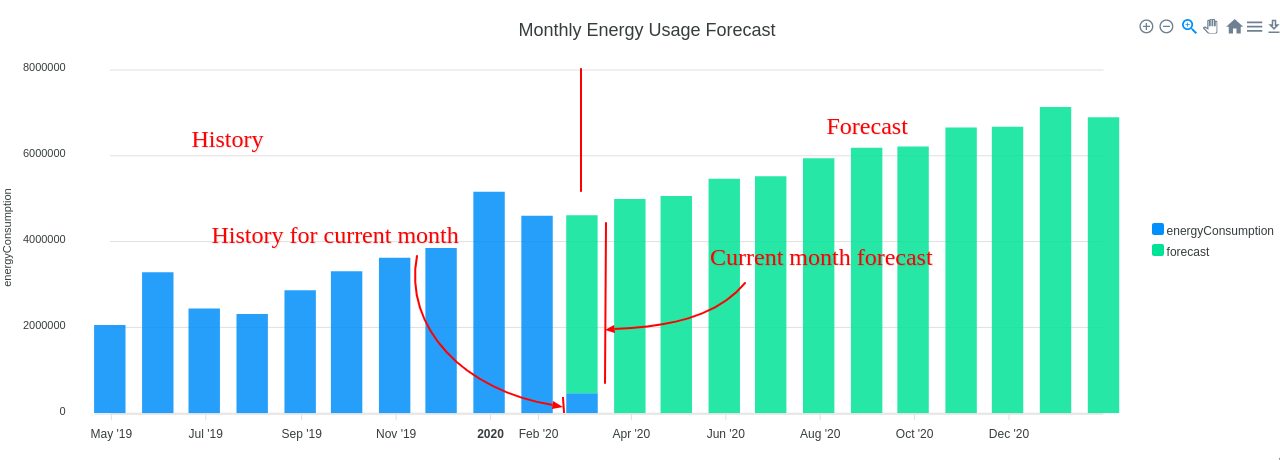 Monthly Energy Usage Forecast
8000000
6000000
4000000
2000000
0
energyConsumption
History
Forecast
History for current month
Current month forecast
energyConsumption
forecast
May '19
Jul '19
Sep '19
Nov '19
2020
Feb '20
Apr '20
Jun '20
Aug '20
Oct '20
Dec '20